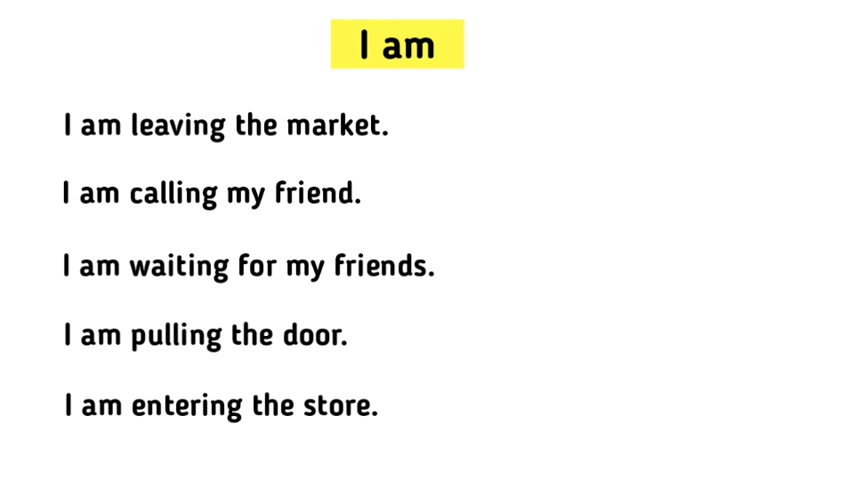 I am
I am leaving the market.
I am calling my friend.
I am waiting for my friends.
I am pulling the door.
I am entering the store.